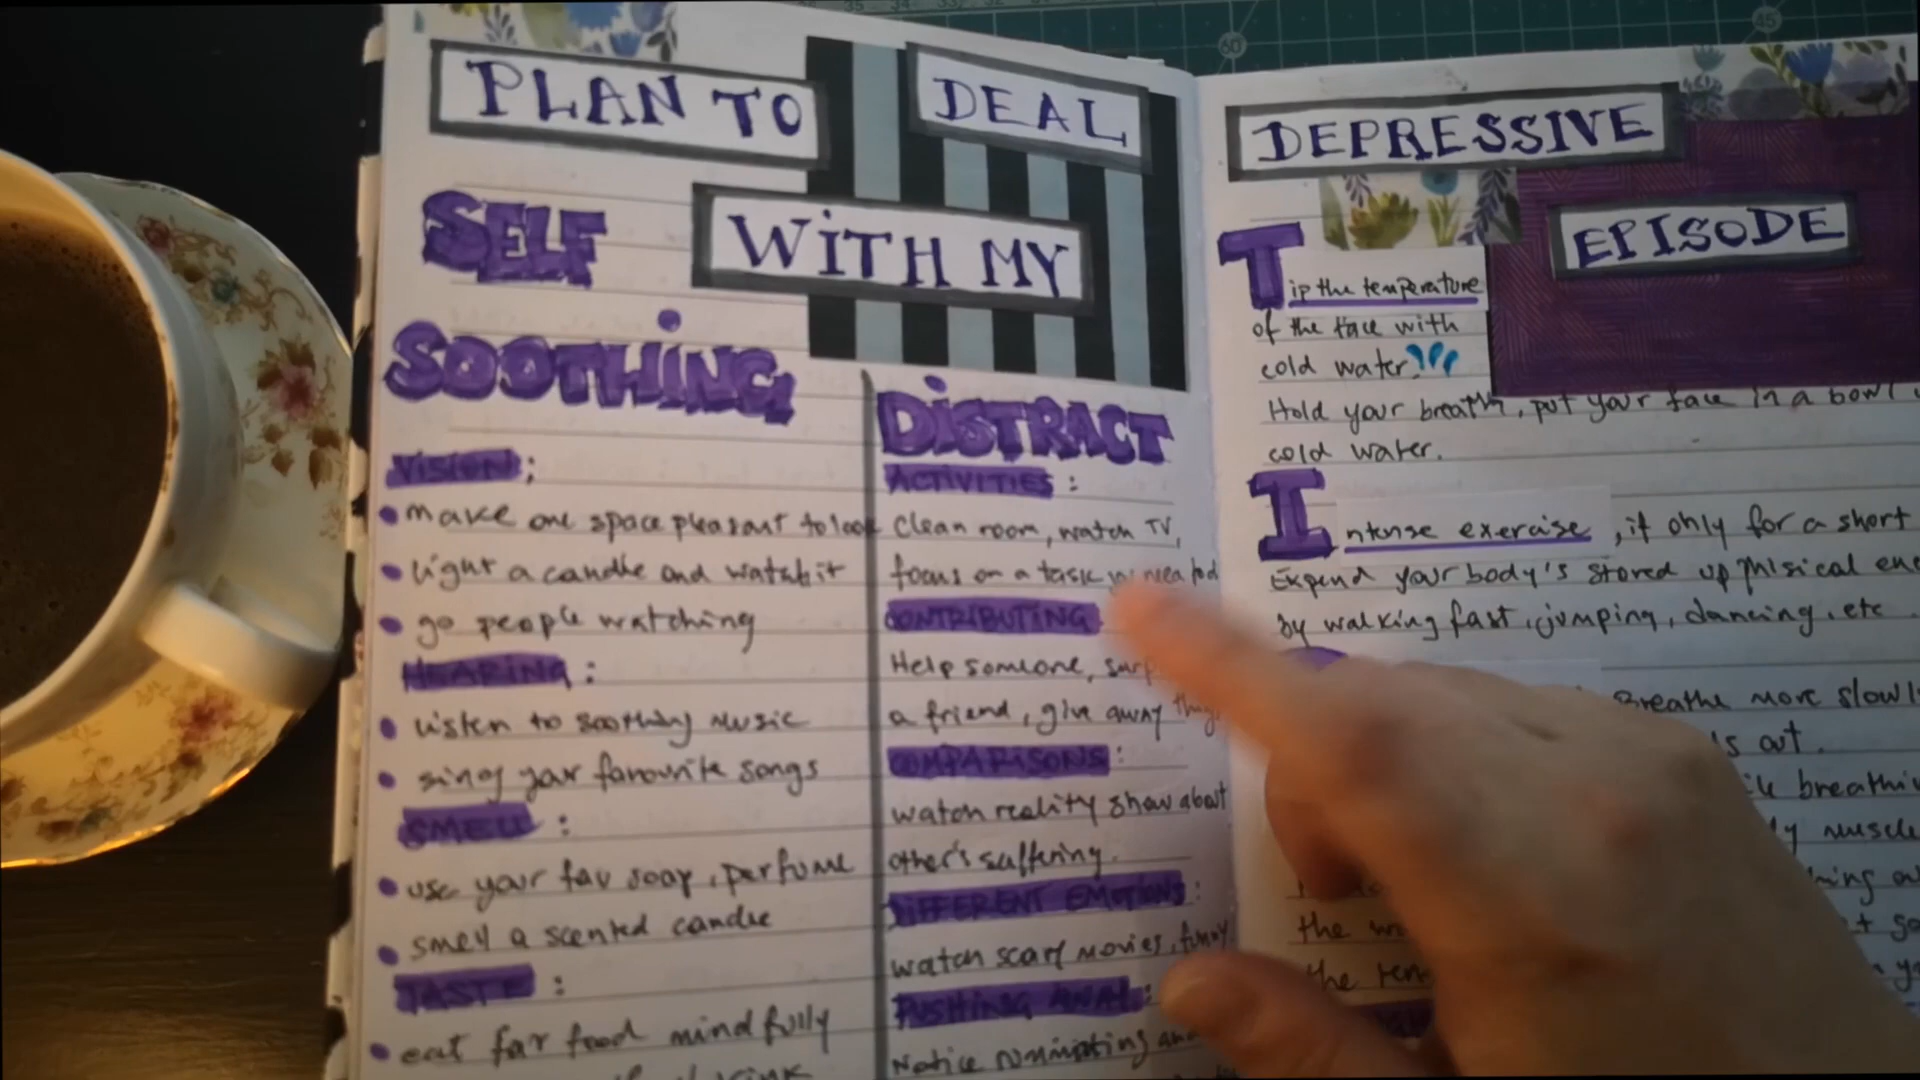 PLAN TO
DEAL
WITH MY
DEPRESSIVE
EPISODE
SELF
SOOTHING
VISION:
make one space pleasant to look
light a candle and watch it
go people watching
HEARING:
Listen to soothing music
sing your favourite songs
SMELL:
use your fav soap, perfume
smell a scented candle
TASTE:
eat fav food mindfully
DISTRACT
ACTIVITIES:
Clean room, watch TV,
focus on a task
CONTRIBUTING
Help someone,
a friend, give away
COMPARISONS:
watch reality show about
other's suffering.
DIFFERENT EMOTIONS:
watch scary movies, funny
PUSHING AWAY:
Notice
Tip the temperature
of the face with
cold water.
Hold your breath, put your face in a bowl
cold water.
Intense exercise, if only for a short
Expend your body's stored up
by walking fast, jumping, dancing, etc
Breathe more
out.
the
the